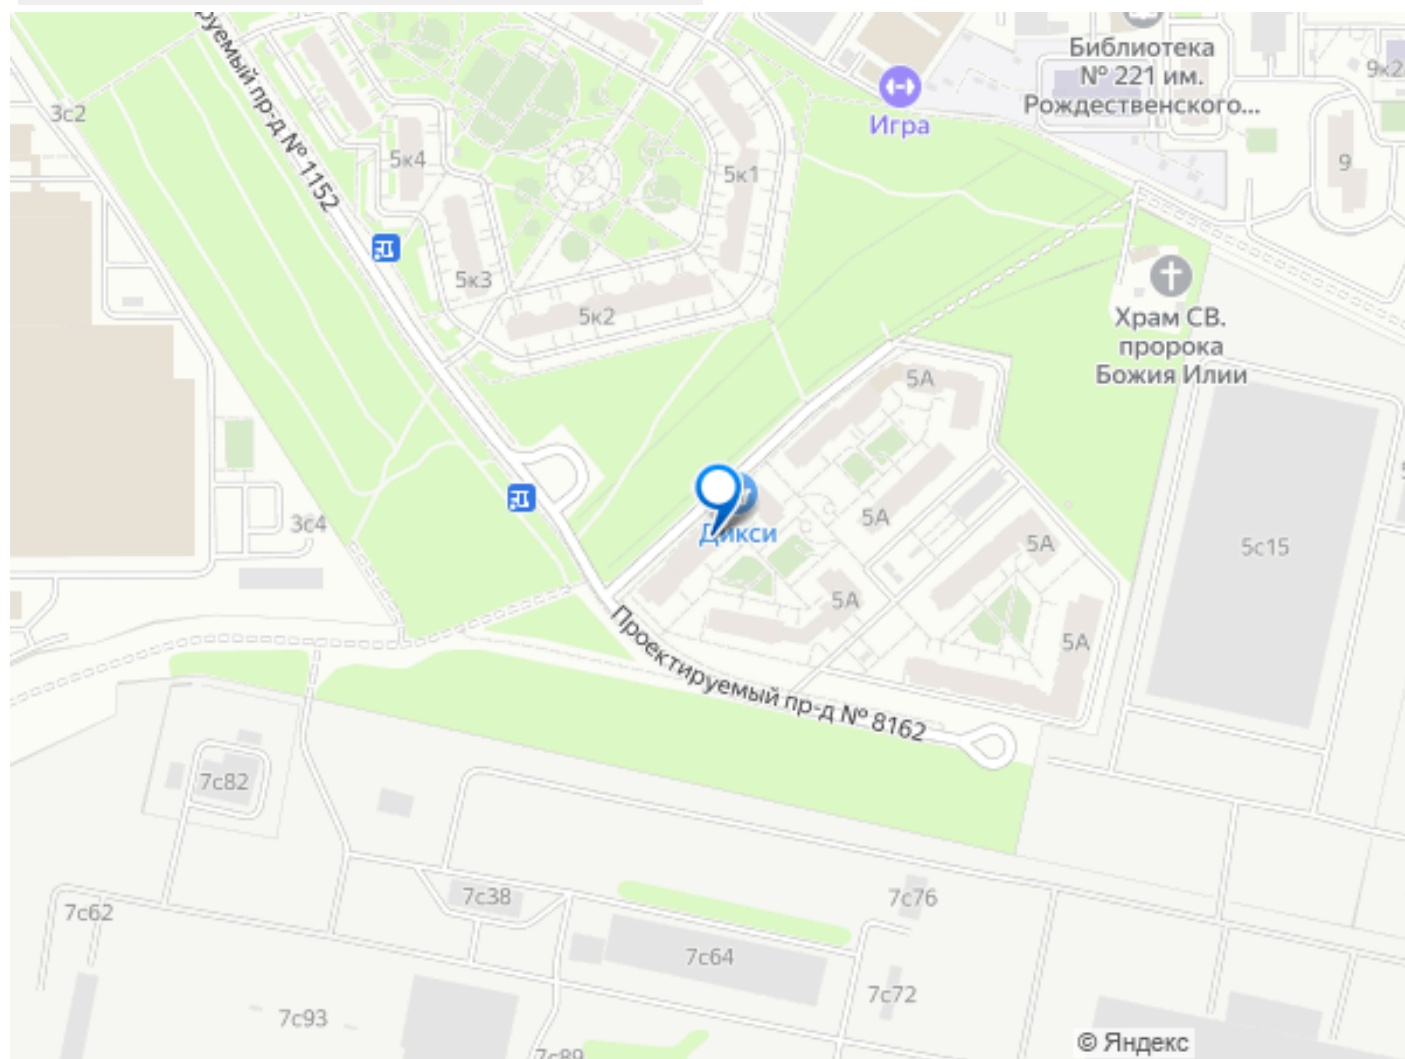 Библиотека
№ 221 им.
Рождественского...
9к2
3с2
руемый пр-д № 1152
Игра
5к4
5к1
9
5к3
5к2
Храм СВ.
пророка
Божия Илии
5А
3с4
5А
Дикси
5А
5с15
5А
5А
Проектируемый пр-д № 8162
7с82
7с38
7с76
7с62
7с64
7с72
7с93
7с89
© Яндекс